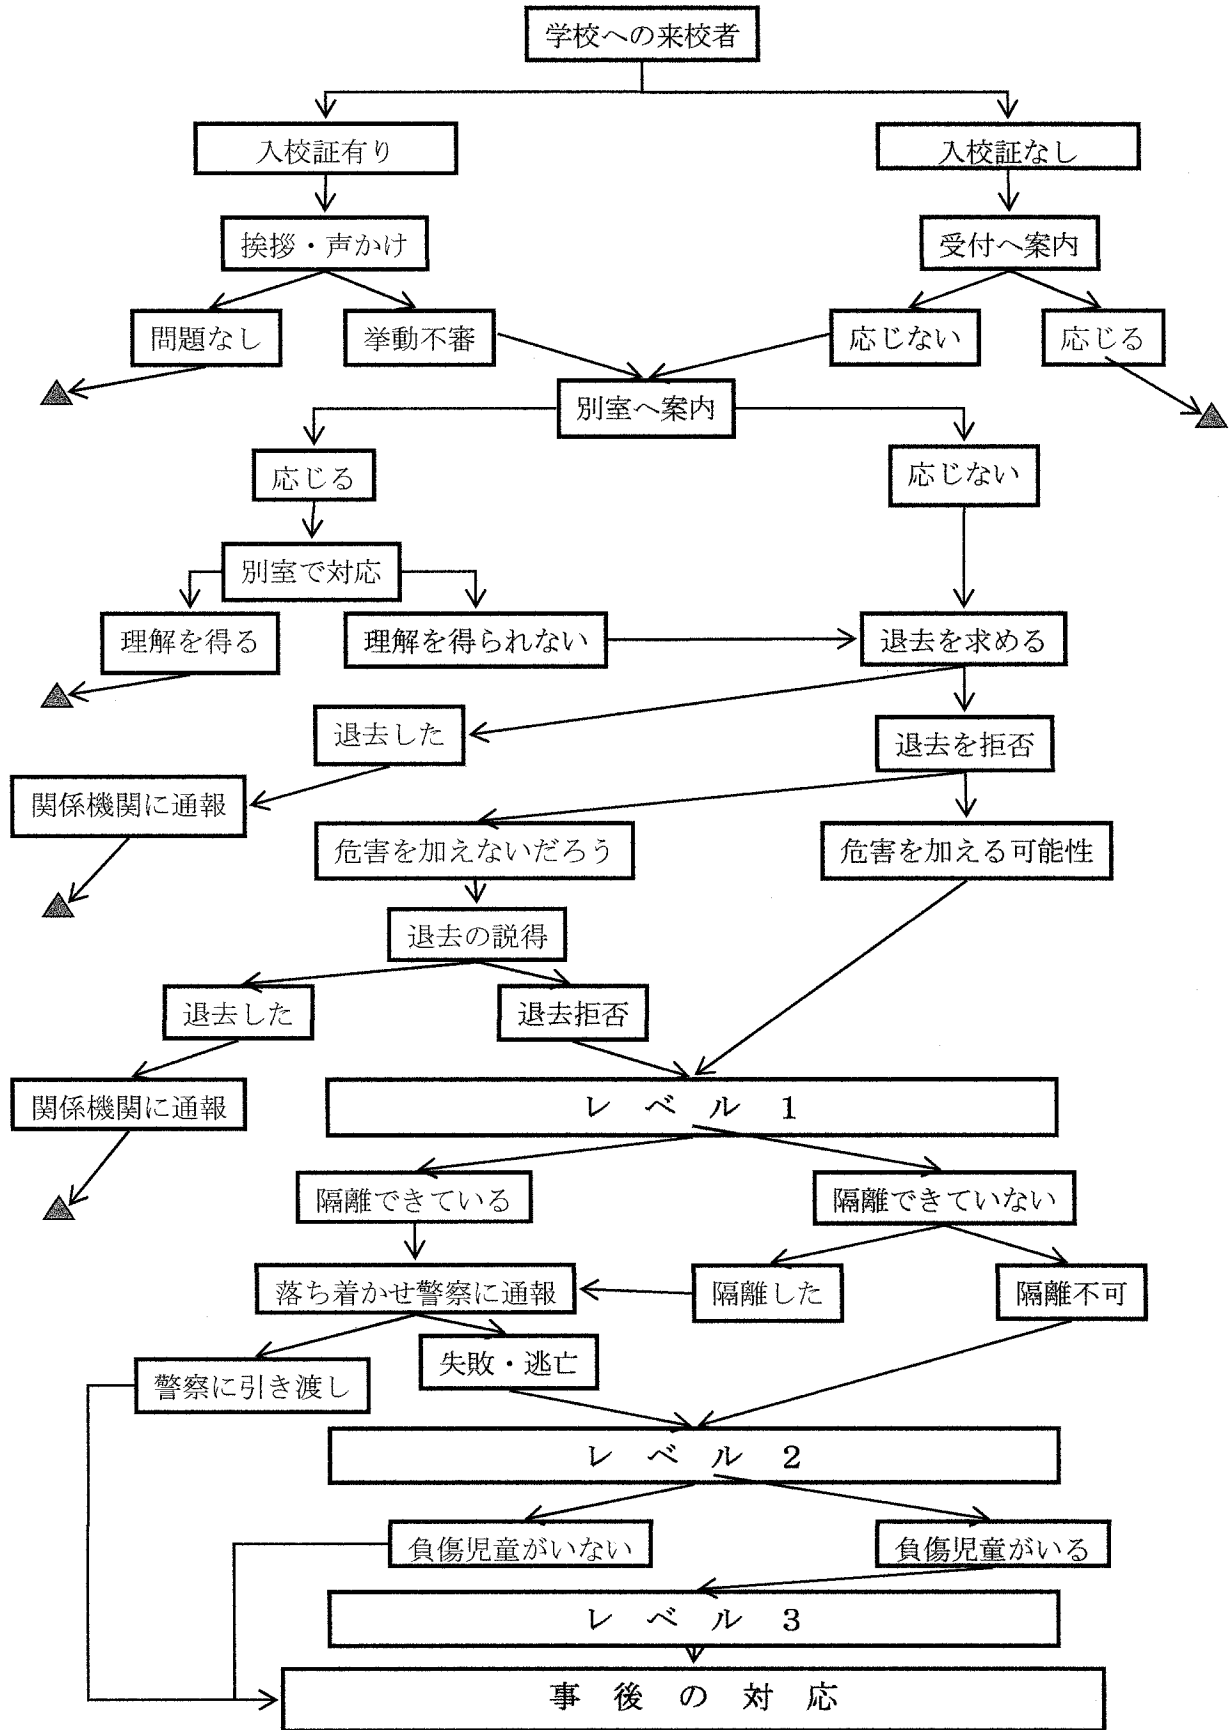 学校への来校者
入校証有り
入校証なし
挨拶・声かけ
受付へ案内
問題なし
挙動不審
応じない
応じる
別室へ案内
応じる
応じない
別室で対応
理解を得る
理解を得られない
退去を求める
退去した
退去を拒否
関係機関に通報
危害を加えないだろう
危害を加える可能性
退去の説得
退去した
退去拒否
関係機関に通報
レベル１
隔離できている
隔離できていない
落ち着かせ警察に通報
隔離した
隔離不可
失敗・逃亡
警察に引き渡し
レベル２
負傷児童がいない
負傷児童がいる
レベル３
事後の対応